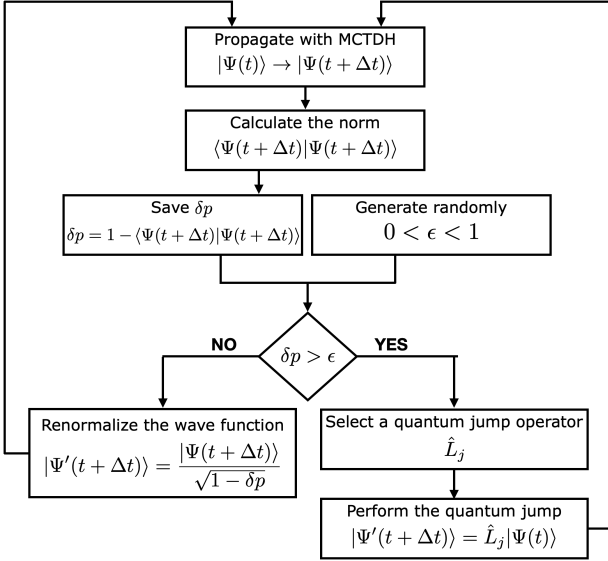 Propagate with MCTDH
|Ψ(t)⟩ → |Ψ(t + Δt)⟩
Calculate the norm
⟨Ψ(t + Δt)|Ψ(t + Δt)⟩
Save δp
δp = 1 − ⟨Ψ(t + Δt)|Ψ(t + Δt)⟩
Generate randomly
0 < ϵ < 1
NO
δp > ϵ
YES
Renormalize the wave function
|Ψ′(t + Δt)⟩ = |Ψ(t + Δt)⟩ / √(1 − δp)
Select a quantum jump operator
L̂ⱼ
Perform the quantum jump
|Ψ′(t + Δt)⟩ = L̂ⱼ|Ψ(t)⟩